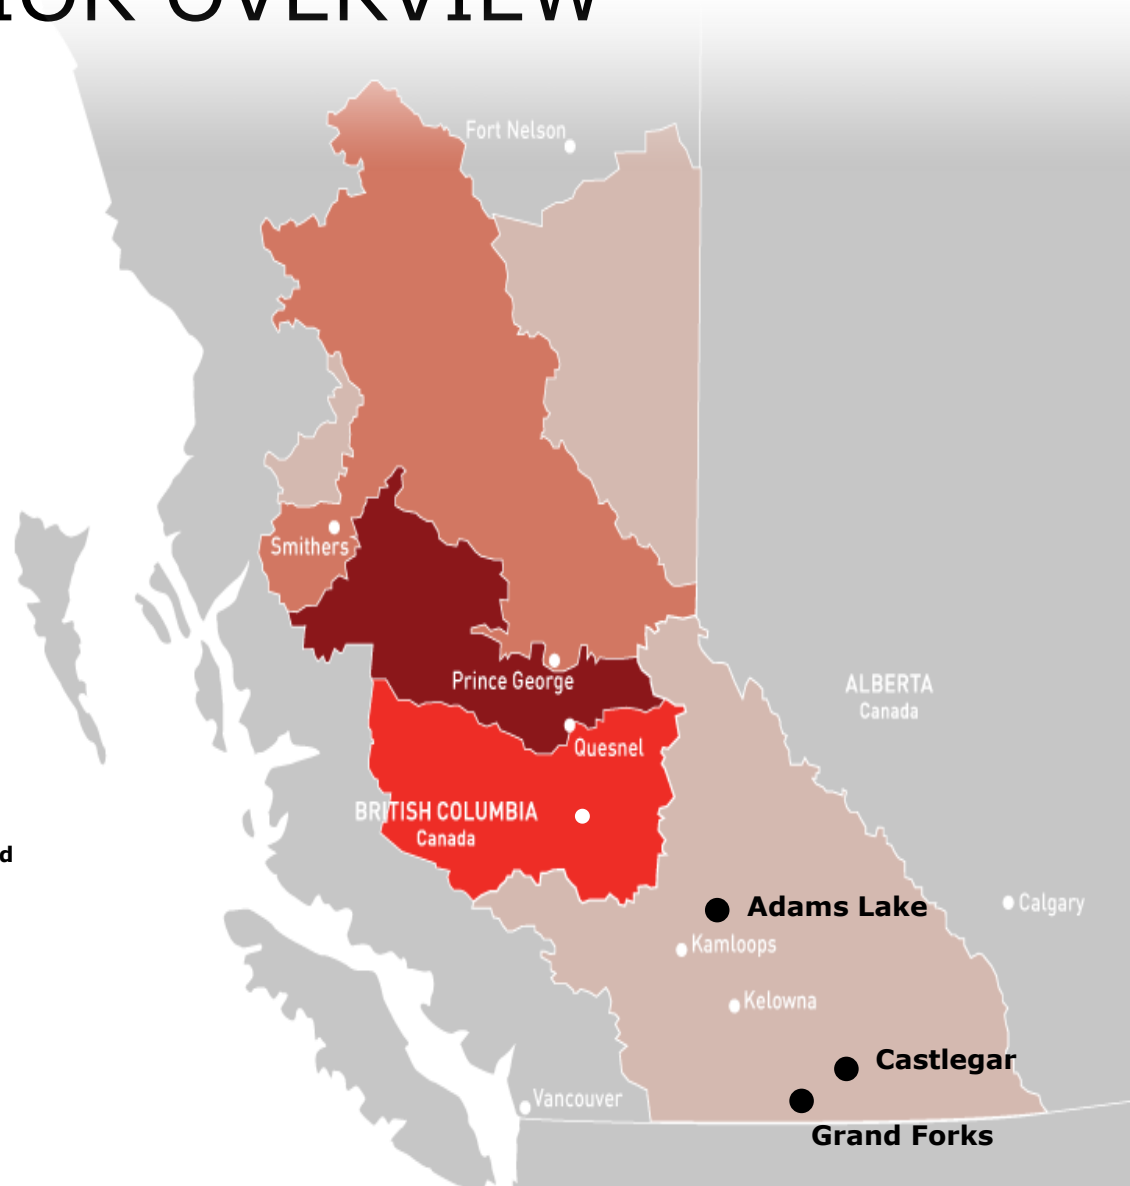 OVERVIEW
Fort Nelson
Smithers
Prince George
ALBERTA
Canada
Quesnel
BRITISH COLUMBIA
Canada
Adams Lake
Calgary
Kamloops
Kelowna
Castlegar
Vancouver
Grand Forks